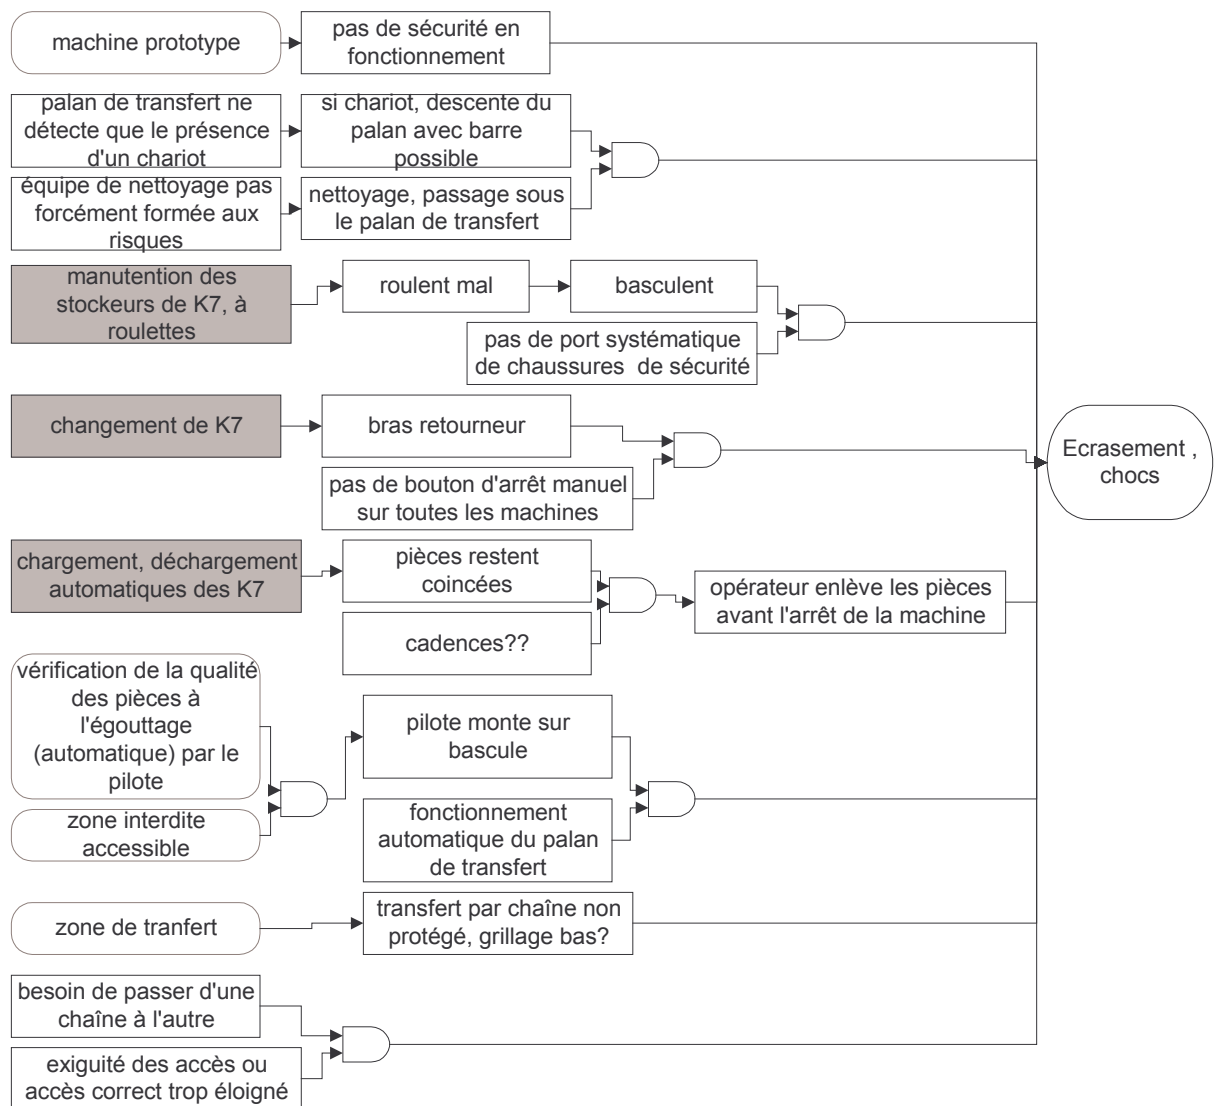 machine prototype
pas de sécurité en
fonctionnement
palan de transfert ne
détecte que le présence
d'un chariot
si chariot, descente du
palan avec barre
possible
équipe de nettoyage pas
forcément formée aux
risques
nettoyage, passage sous
le palan de transfert
manutention des
stockeurs de K7, à
roulettes
roulent mal
basculent
pas de port systématique
de chaussures  de sécurité
changement de K7
bras retourneur
pas de bouton d'arrêt manuel
sur toutes les machines
Ecrasement ,
chocs
chargement, déchargement
automatiques des K7
pièces restent
coincées
cadences??
opérateur enlève les pièces
avant l'arrêt de la machine
vérification de la qualité
des pièces à
l'égouttage
(automatique) par le
pilote
zone interdite
accessible
pilote monte sur
bascule
fonctionnement
automatique du palan
de transfert
zone de tranfert
transfert par chaîne non
protégé, grillage bas?
besoin de passer d'une
chaîne à l'autre
exiguité des accès ou
accès correct trop éloigné